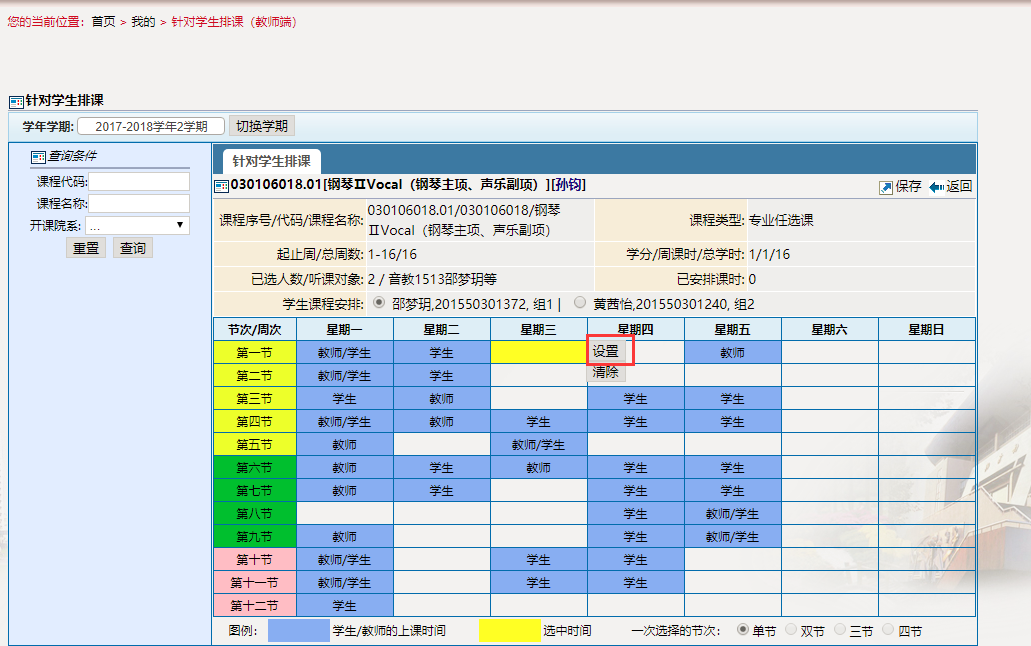 您的当前位置：首页 > 我的 > 针对学生排课（教师端）
针对学生排课
学年学期: 2017-2018学年2学期 切换学期
查询条件
课程代码:
课程名称:
开课院系: ...
重置 查询
针对学生排课
030106018.01[钢琴ⅡVocal（钢琴主项、声乐副项）][孙钧] 保存 返回
课程序号/代码/课程名称: 030106018.01/030106018/钢琴
ⅡVocal（钢琴主项、声乐副项） 课程类型: 专业任选课
起止周/总周数: 1-16/16 学分/周课时/总学时: 1/1/16
已选人数/听课对象: 2 / 音教1513邵梦玥等 已安排课时: 0
学生课程安排: 邵梦玥,201550301372, 组1 | 黄茜怡,201550301240, 组2
节次/周次 星期一 星期二 星期三 星期四 星期五 星期六 星期日
第一节 教师/学生 学生 设置 教师
第二节 教师/学生 学生 清除
第三节 学生 教师 学生 学生
第四节 教师/学生 教师 学生 学生 学生
第五节 教师 教师/学生
第六节 教师 学生 教师 学生 学生
第七节 教师 学生 学生 学生
第八节 学生 教师/学生
第九节 教师 学生 教师/学生
第十节 教师/学生 学生 学生
第十一节 教师/学生 学生 学生
第十二节 学生
图例: 学生/教师的上课时间 选中时间 一次选择的节次: 单节 双节 三节 四节